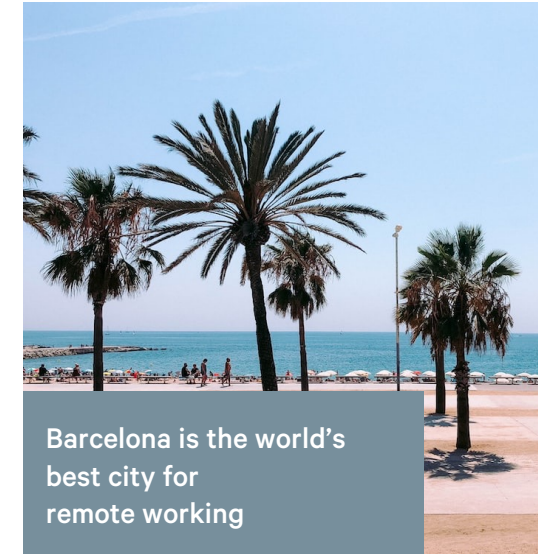 Barcelona is the world’s
best city for
remote working